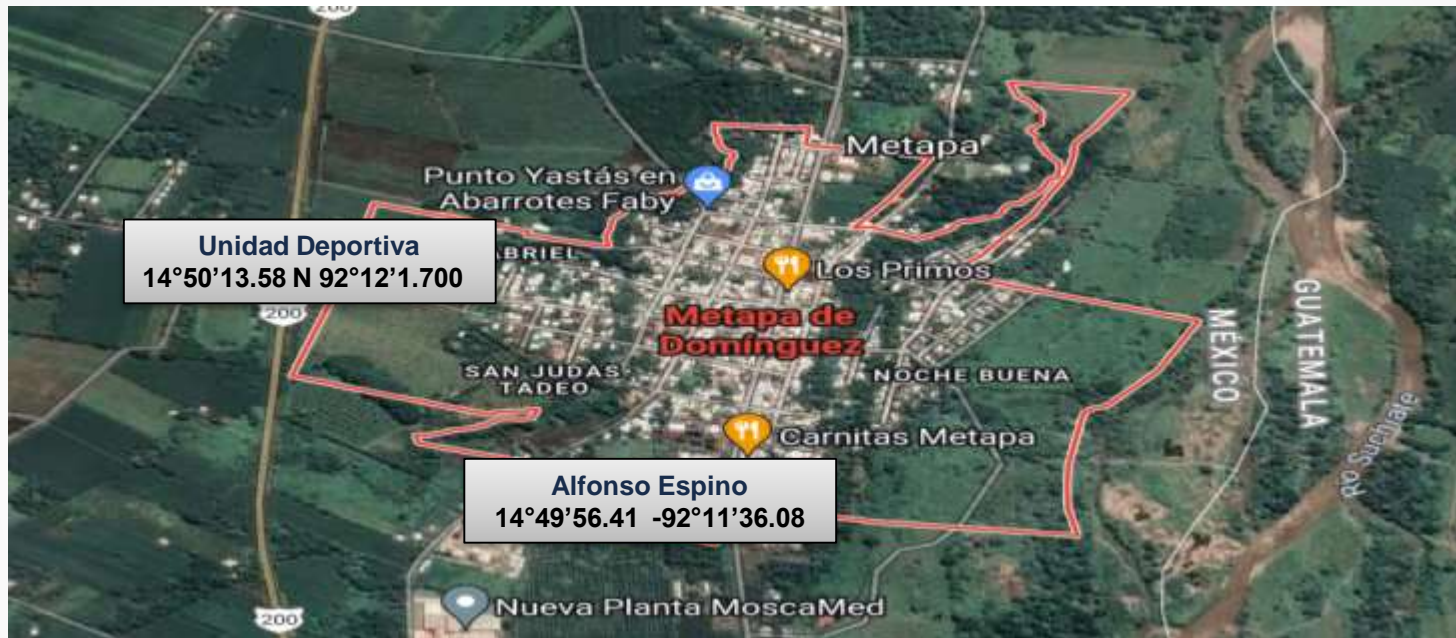 200
Metapa
Punto Yastás en
Abarrotes Faby
Unidad Deportiva
14°50’13.58 N 92°12’1.700
ABRIEL
Los Primos
200
Metapa de
Domínguez
MÉXICO
GUATEMALA
SAN JUDAS
TADEO
NOCHE BUENA
Carnitas Metapa
Río Suchiate
Alfonso Espino
14°49’56.41 -92°11’36.08
Nueva Planta MoscaMed
200